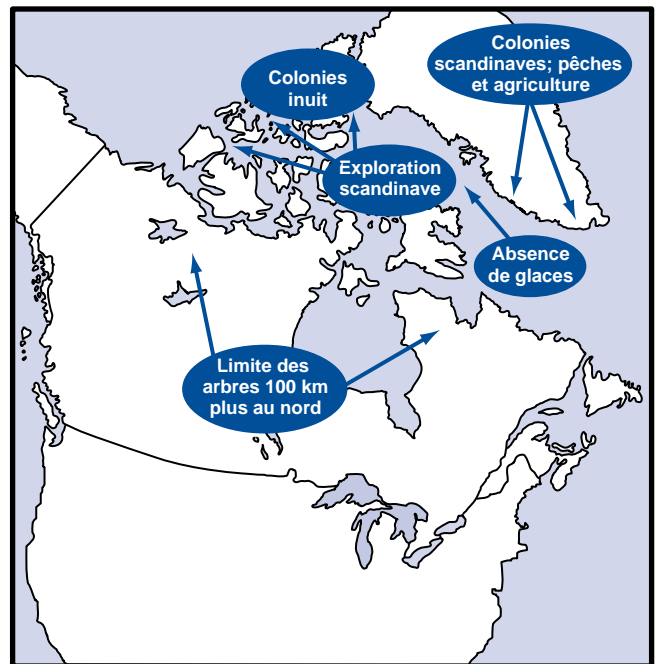 Colonies
inuit
Colonies
scandinaves; pêches
et agriculture
Exploration
scandinave
Absence
de glaces
Limite des
arbres 100 km
plus au nord